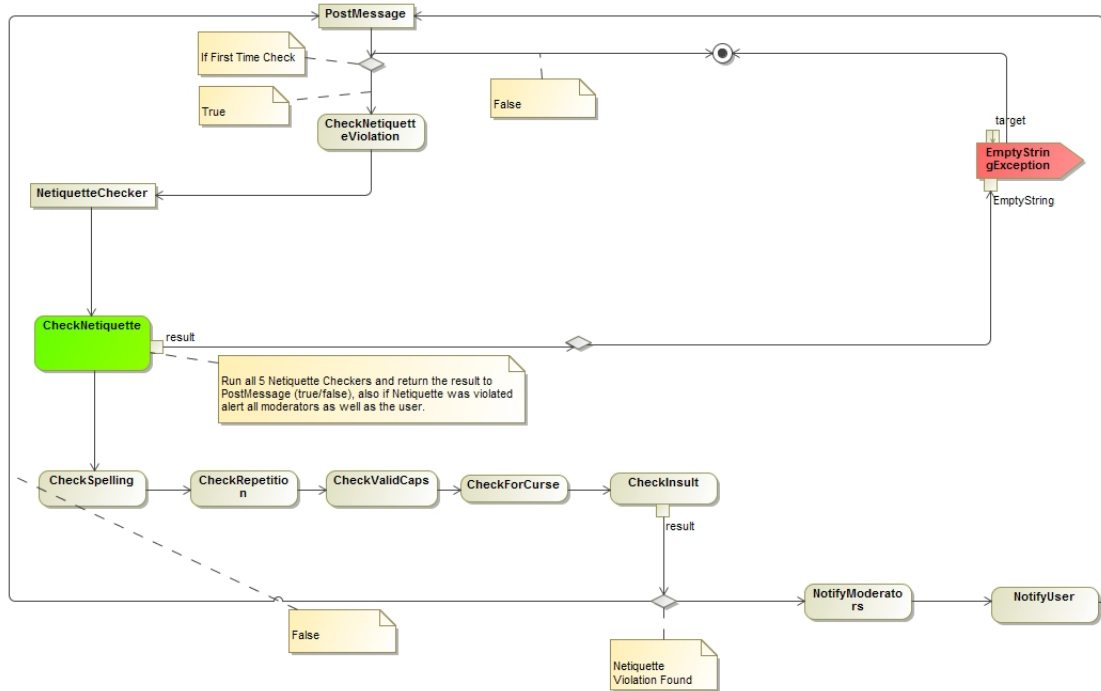 PostMessage
If First Time Check
True
False
CheckNetiquett
eViolation
target
EmptyStrin
gException
EmptyString
NetiquetteChecker
CheckNetiquette
result
Run all 5 Netiquette Checkers and return the result to
PostMessage (true/false), also if Netiquette was violated
alert all moderators as well as the user.
CheckSpelling
CheckRepetitio
n
CheckValidCaps
CheckForCurse
CheckInsult
result
NotifyModerato
rs
NotifyUser
False
Netiquette
Violation Found